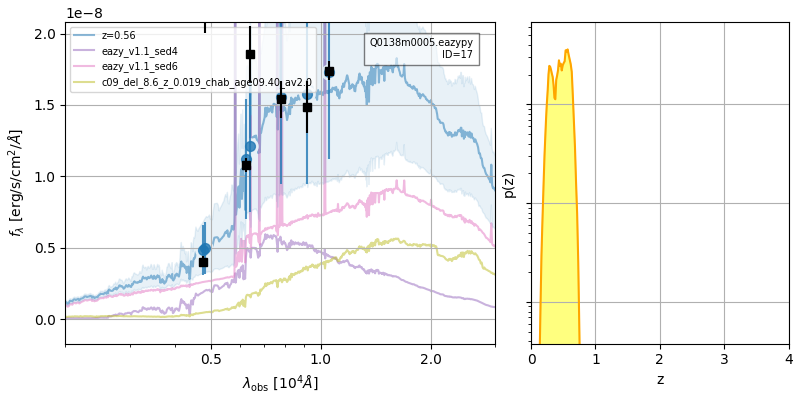 1e−8
z=0.56
eazy_v1.1_sed4
eazy_v1.1_sed6
c09_del_8.6_z_0.019_chab_age09.40_av2.0
Q0138m0005.eazypy
ID=17
2.0
1.5
1.0
0.5
0.0
fλ [erg/s/cm²/Å]
0.5
1.0
2.0
λobs [10⁴Å]
p(z)
0
1
2
3
4
z